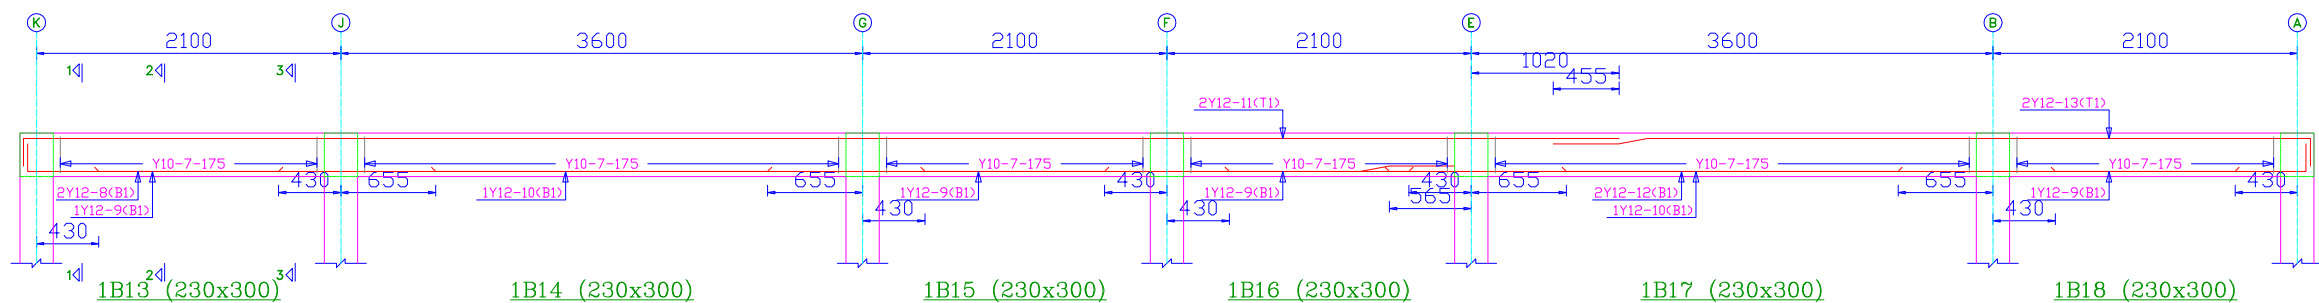 K J G F E B A
2100 3600 2100 2100 3600 2100
1020
1 2 3 455
2Y12-11(T1) 2Y12-13(T1)
Y10-7-175 Y10-7-175 Y10-7-175 Y10-7-175 Y10-7-175 Y10-7-175
430 655 655 430 430 655 655 430
2Y12-8(B1) 1Y12-10(B1) 1Y12-9(B1) 1Y12-9(B1) 2Y12-12(B1) 1Y12-9(B1)
565
1Y12-9(B1) 1Y12-10(B1)
430 430 430
430
1 2 3
1B13 (230x300) 1B14 (230x300) 1B15 (230x300) 1B16 (230x300) 1B17 (230x300) 1B18 (230x300)